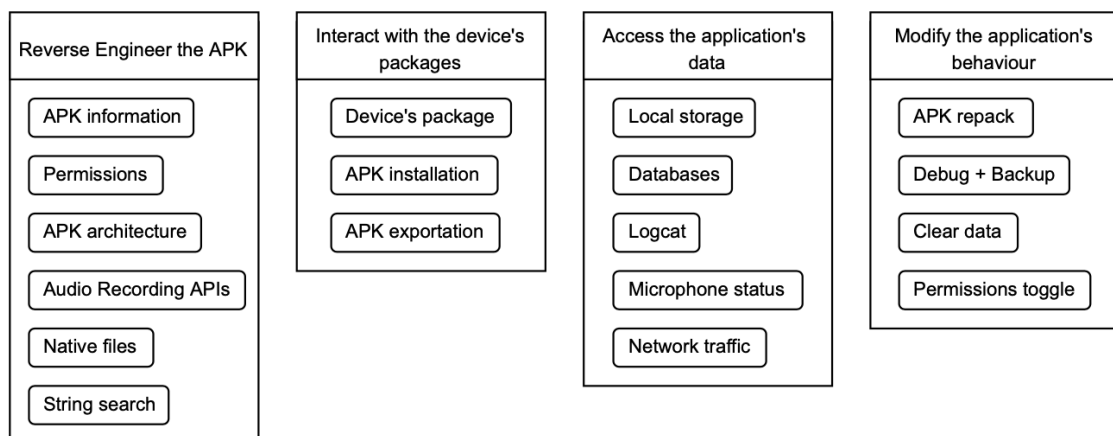 Reverse Engineer the APK
APK information
Permissions
APK architecture
Audio Recording APIs
Native files
String search
Interact with the device's
packages
Device's package
APK installation
APK exportation
Access the application's
data
Local storage
Databases
Logcat
Microphone status
Network traffic
Modify the application's
behaviour
APK repack
Debug + Backup
Clear data
Permissions toggle